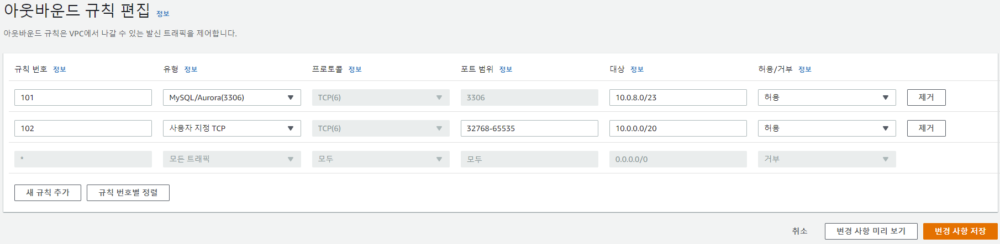 아웃바운드 규칙 편집 정보
아웃바운드 규칙은 VPC에서 나갈 수 있는 발신 트래픽을 제어합니다.
규칙 번호 정보 유형 정보 프로토콜 정보 포트 범위 정보 대상 정보 허용/거부 정보
101 MySQL/Aurora(3306) TCP(6) 3306 10.0.8.0/23 허용 제거
102 사용자 지정 TCP TCP(6) 32768-65535 10.0.0.0/20 허용 제거
* 모든 트래픽 모두 모두 0.0.0.0/0 거부
새 규칙 추가 규칙 번호별 정렬
취소 변경 사항 미리 보기 변경 사항 저장